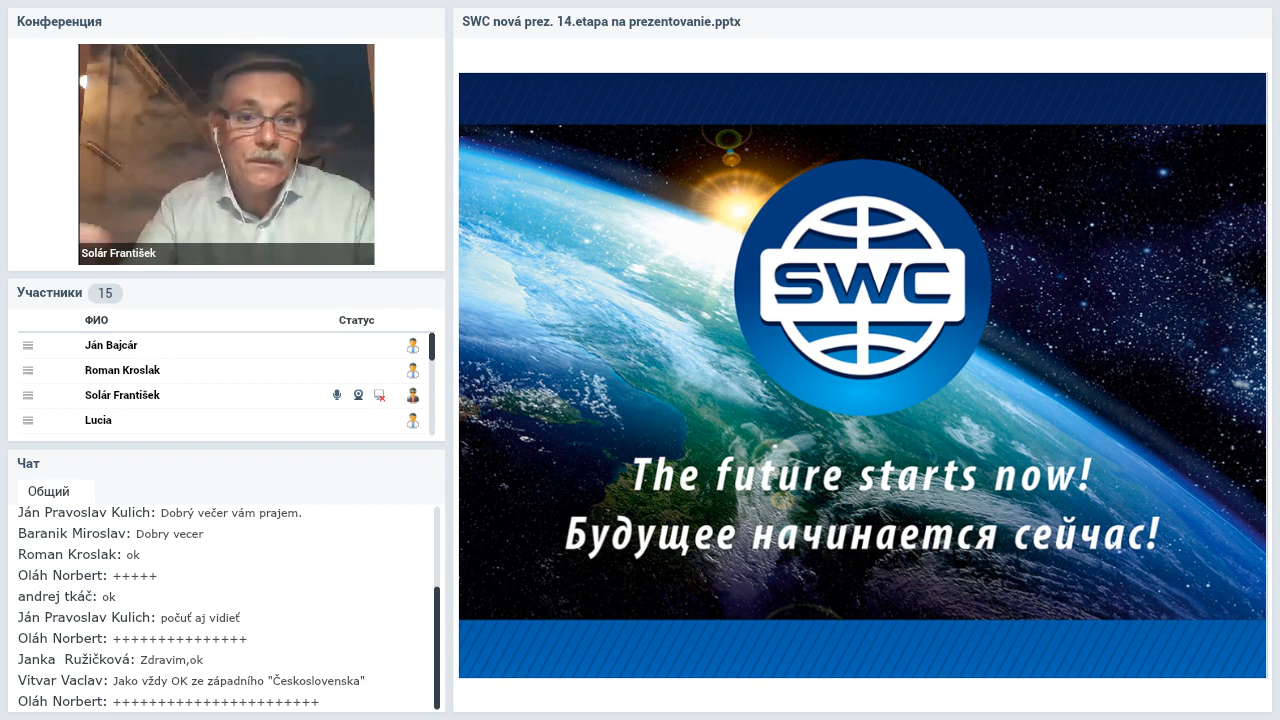 Конференция
Solár František
Участники 15
ФИО Статус
Ján Bajcár
Roman Kroslak
Solár František
Lucia
Чат
Общий
Ján Pravoslav Kulich: Dobrý večer vám prajem.
Baranik Miroslav: Dobry vecer
Roman Kroslak: ok
Oláh Norbert: +++++
andrej tkáč: ok
Ján Pravoslav Kulich: počuť aj vidieť
Oláh Norbert: +++++++++++++++
Janka  Ružičková: Zdravim,ok
Vitvar Vaclav: Jako vždy OK ze západního "Československa"
Oláh Norbert: +++++++++++++++++++++++
SWC nová prez. 14.etapa na prezentovanie.pptx
SWC
The future starts now!
Будущее начинается сейчас!